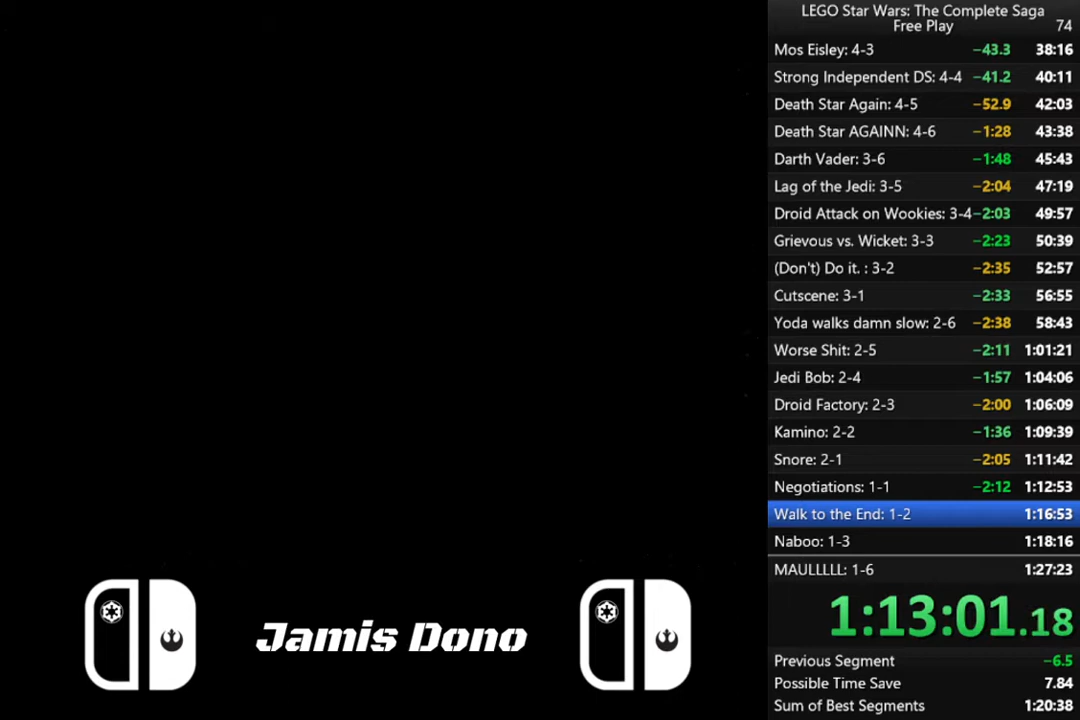 LEGO Star Wars: The Complete Saga
Free Play 74
Mos Eisley: 4-3 −43.3 38:16
Strong Independent DS: 4-4 −41.2 40:11
Death Star Again: 4-5 −52.9 42:03
Death Star AGAINN: 4-6 −1:28 43:38
Darth Vader: 3-6 −1:48 45:43
Lag of the Jedi: 3-5 −2:04 47:19
Droid Attack on Wookies: 3-4 −2:03 49:57
Grievous vs. Wicket: 3-3 −2:23 50:39
(Don't) Do it. : 3-2 −2:35 52:57
Cutscene: 3-1 −2:33 56:55
Yoda walks damn slow: 2-6 −2:38 58:43
Worse Shit: 2-5 −2:11 1:01:21
Jedi Bob: 2-4 −1:57 1:04:06
Droid Factory: 2-3 −2:00 1:06:09
Kamino: 2-2 −1:36 1:09:39
Snore: 2-1 −2:05 1:11:42
Negotiations: 1-1 −2:12 1:12:53
Walk to the End: 1-2 1:16:53
Naboo: 1-3 1:18:16
MAULLLLL: 1-6 1:27:23
1:13:01.18
Previous Segment −6.5
Possible Time Save 7.84
Sum of Best Segments 1:20:38
Jamis Dono